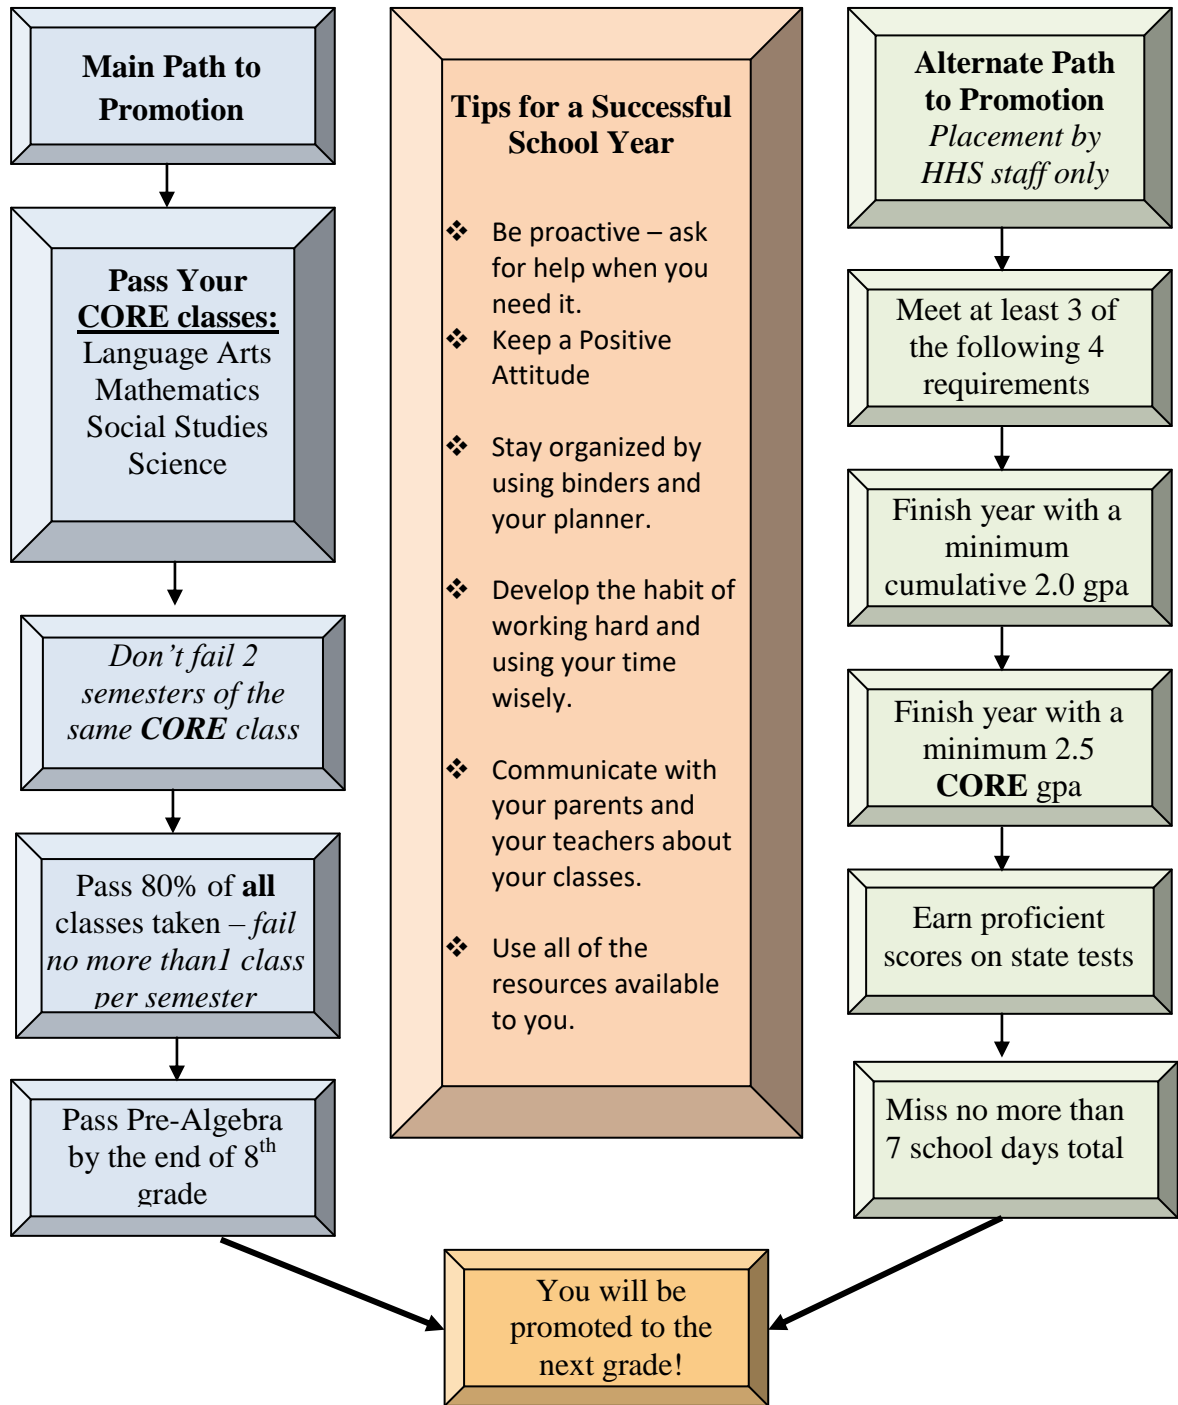 Main Path to
Promotion
Pass Your
CORE classes:
Language Arts
Mathematics
Social Studies
Science
Don’t fail 2
semesters of the
same CORE class
Pass 80% of all
classes taken – fail
no more than1 class
per semester
Pass Pre-Algebra
by the end of 8th
grade
Tips for a Successful
School Year
❖ Be proactive – ask
for help when you
need it.
❖ Keep a Positive
Attitude
❖ Stay organized by
using binders and
your planner.
❖ Develop the habit of
working hard and
using your time
wisely.
❖ Communicate with
your parents and
your teachers about
your classes.
❖ Use all of the
resources available
to you.
Alternate Path
to Promotion
Placement by
HHS staff only
Meet at least 3 of
the following 4
requirements
Finish year with a
minimum
cumulative 2.0 gpa
Finish year with a
minimum 2.5
CORE gpa
Earn proficient
scores on state tests
Miss no more than
7 school days total
You will be
promoted to the
next grade!